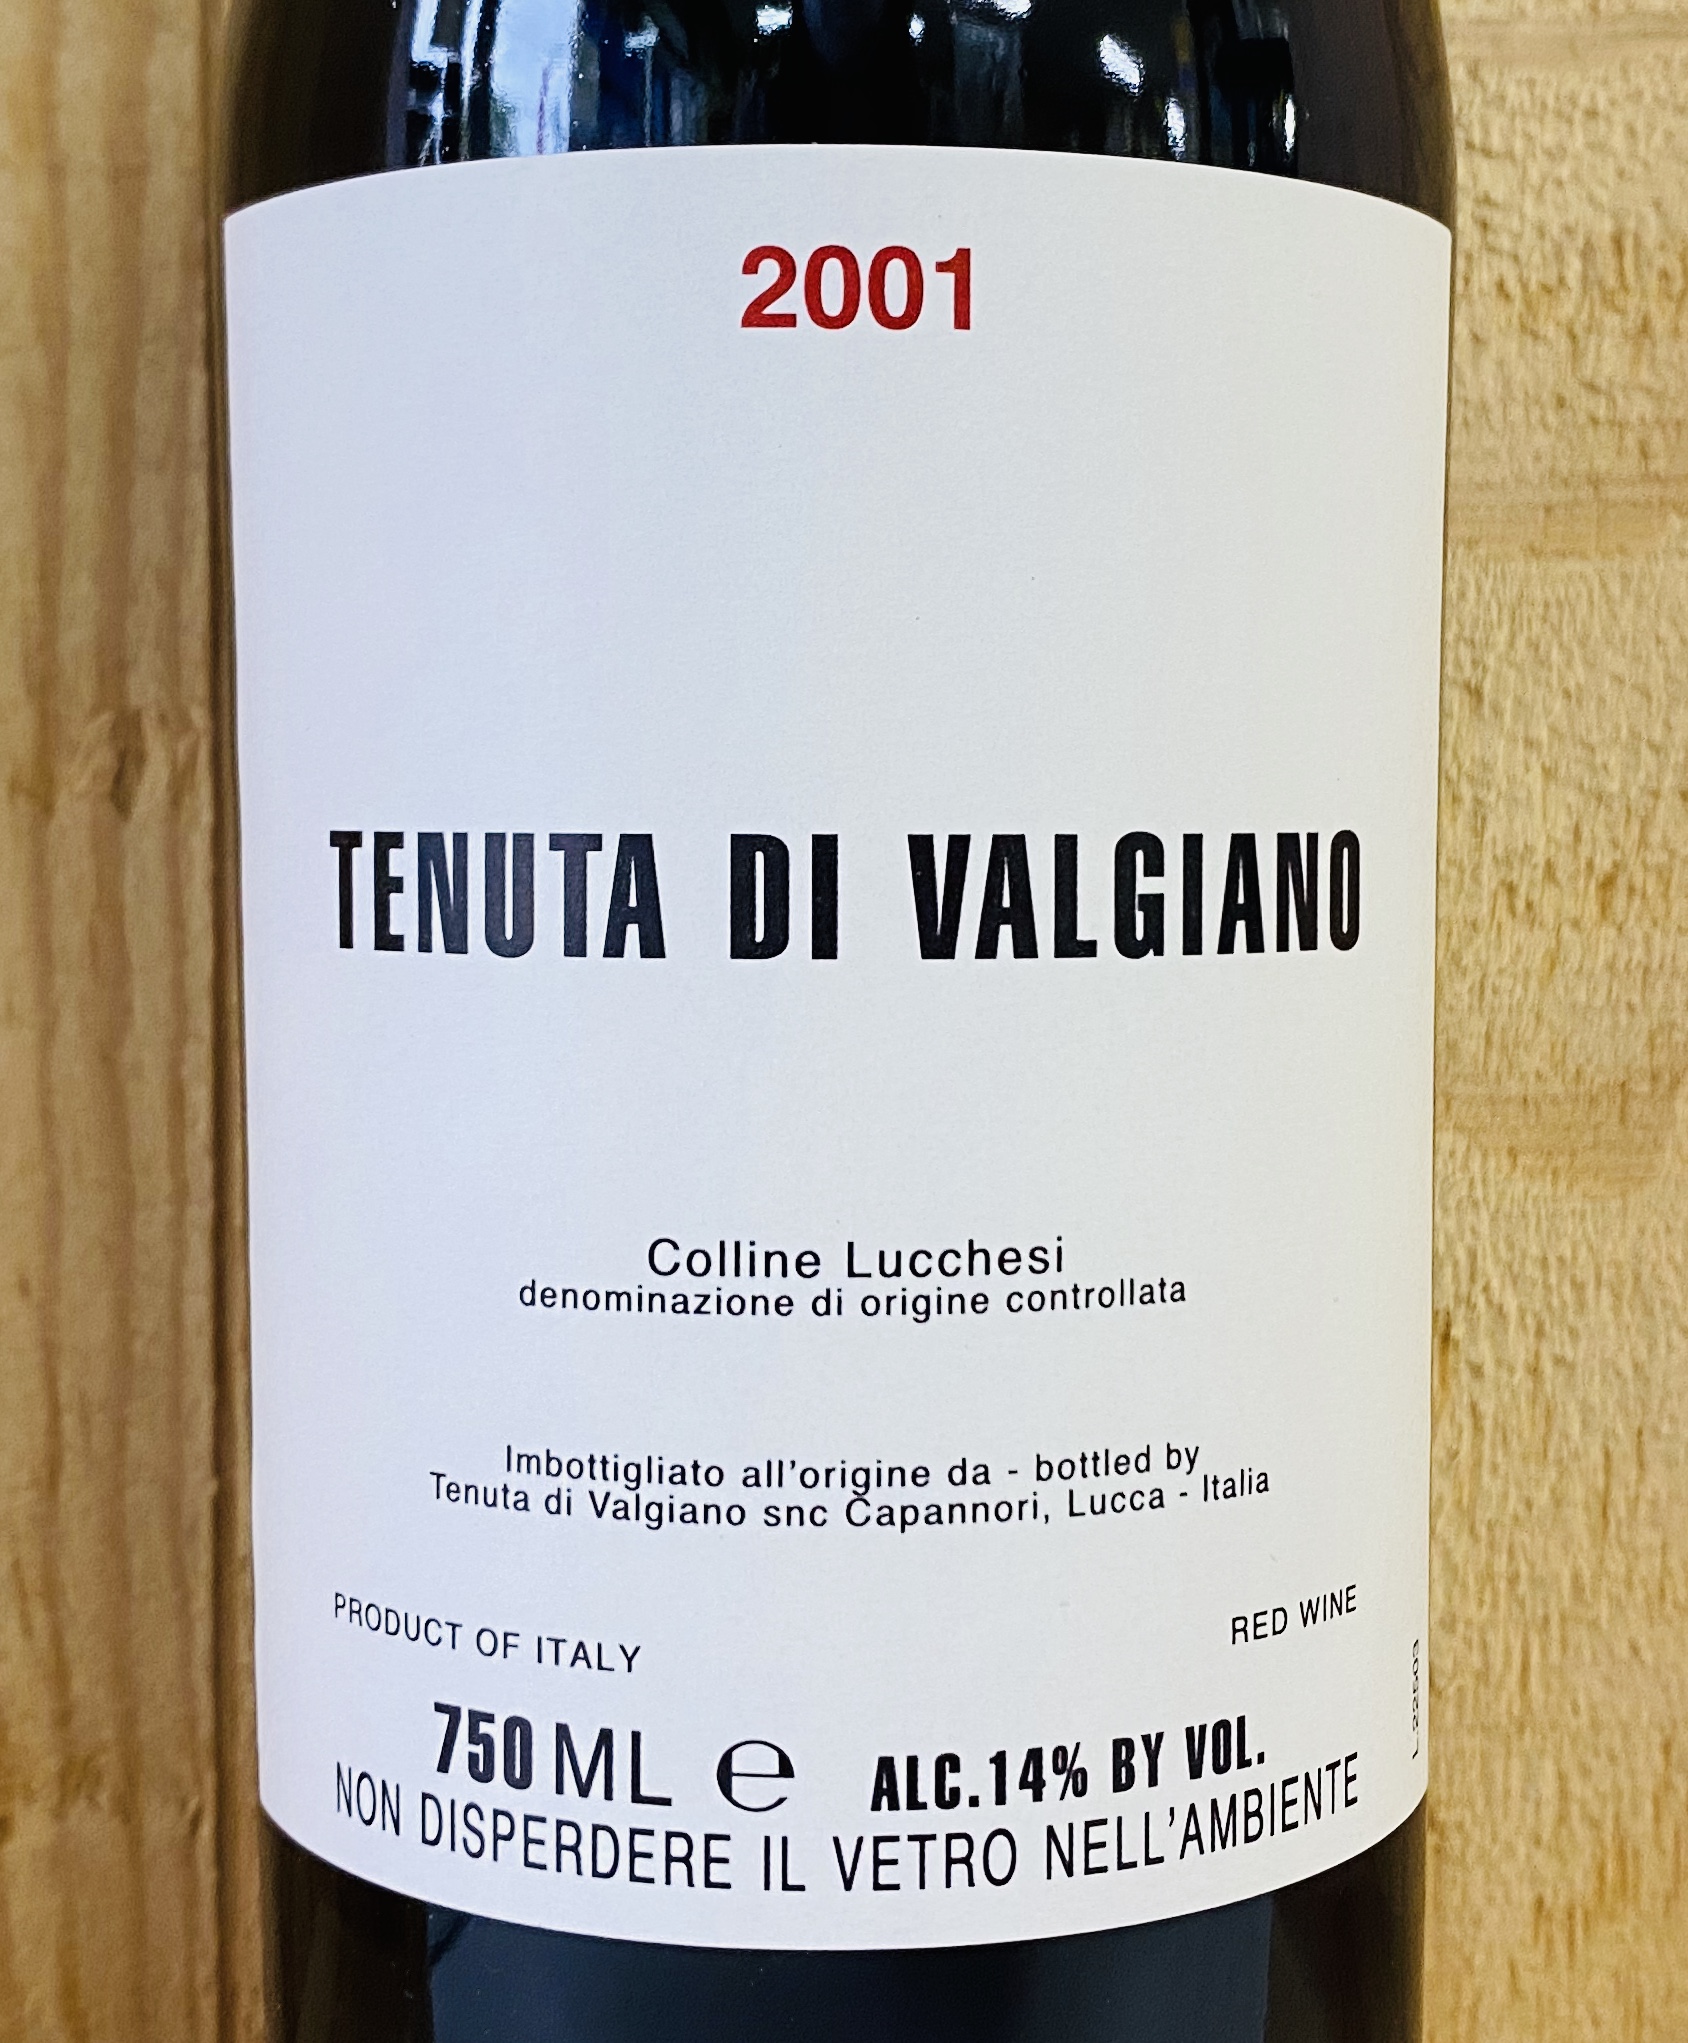 2001
TENUTA DI VALGIANO
Colline Lucchesi
denominazione di origine controllata
Imbottigliato all'origine da - bottled by
Tenuta di Valgiano snc Capannori, Lucca - Italia
PRODUCT OF ITALY
RED WINE
750 ML e ALC.14% BY VOL.
NON DISPERDERE IL VETRO NELL'AMBIENTE